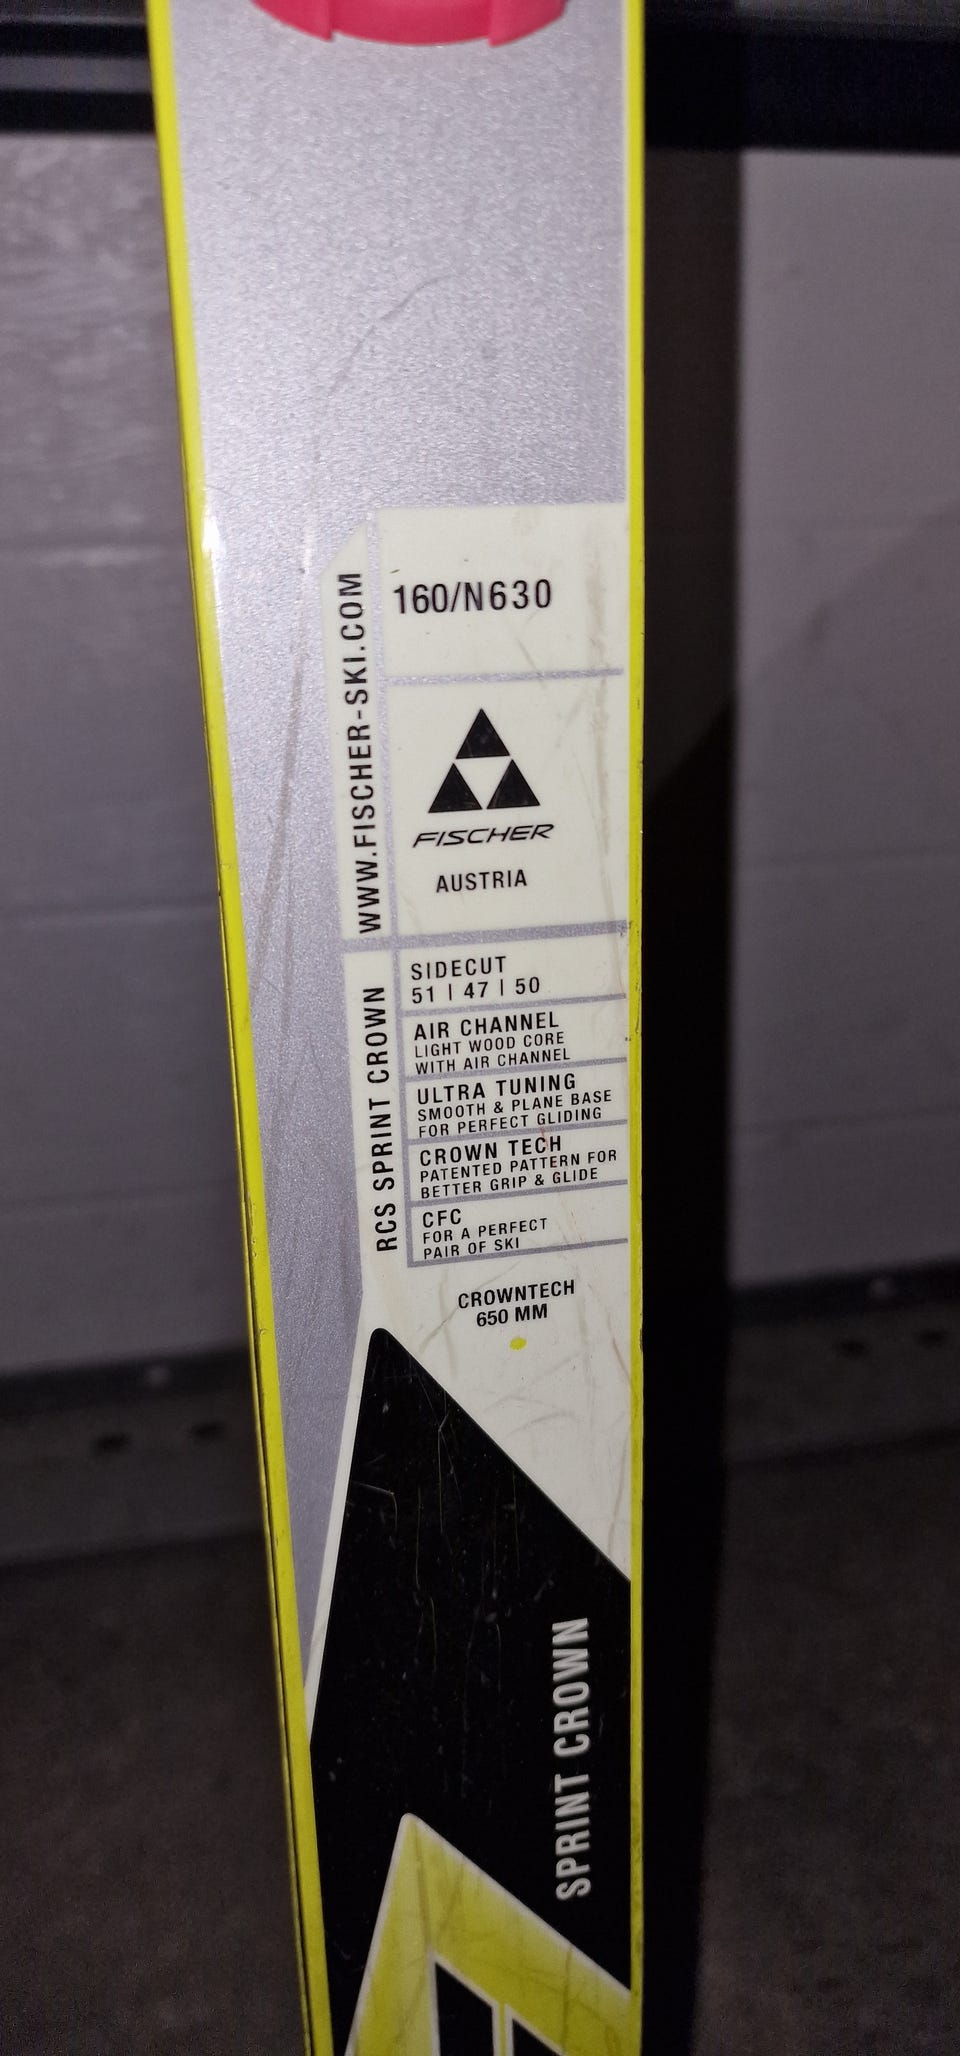 160/N630
WWW.FISCHER-SKI.COM
FISCHER
AUSTRIA
RCS SPRINT CROWN
SIDECUT
51 | 47 | 50
AIR CHANNEL
LIGHT WOOD CORE
WITH AIR CHANNEL
ULTRA TUNING
SMOOTH & PLANE BASE
FOR PERFECT GLIDING
CROWN TECH
PATENTED PATTERN FOR
BETTER GRIP & GLIDE
CFC
FOR A PERFECT
PAIR OF SKI
CROWNTECH
650 MM
SPRINT CROWN